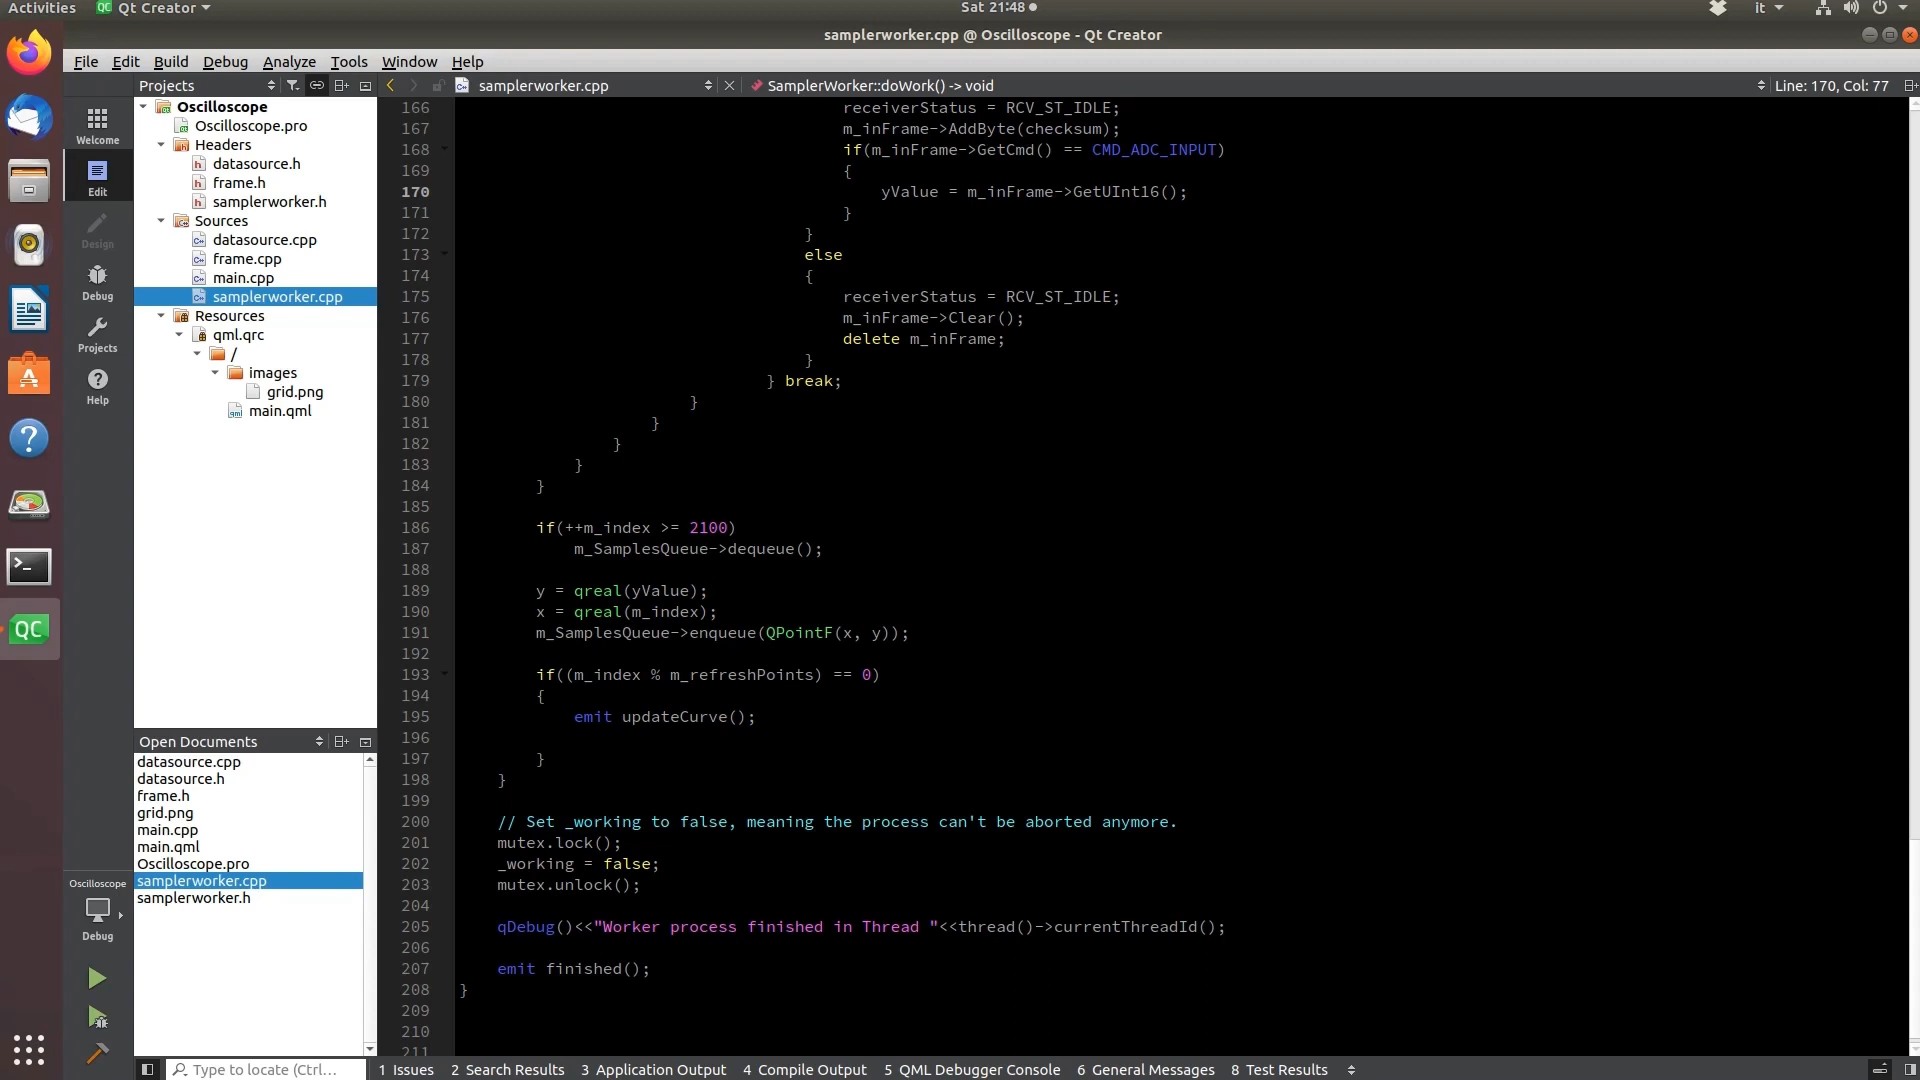 Activities QC Qt Creator Sat 21:48 it
samplerworker.cpp @ Oscilloscope - Qt Creator
File Edit Build Debug Analyze Tools Window Help
Projects samplerworker.cpp SamplerWorker::doWork() -> void Line: 170, Col: 77
Welcome
Edit
Design
Debug
Projects
Help
Oscilloscope
Oscilloscope.pro
Headers
datasource.h
frame.h
samplerworker.h
Sources
datasource.cpp
frame.cpp
main.cpp
samplerworker.cpp
Resources
qml.qrc
/
images
grid.png
main.qml
Open Documents
datasource.cpp
datasource.h
frame.h
grid.png
main.cpp
main.qml
Oscilloscope.pro
samplerworker.cpp
samplerworker.h
Oscilloscope
Debug
QC
166 receiverStatus = RCV_ST_IDLE;
167 m_inFrame->AddByte(checksum);
168 if(m_inFrame->GetCmd() == CMD_ADC_INPUT)
169 {
170 yValue = m_inFrame->GetUInt16();
171 }
172 }
173 else
174 {
175 receiverStatus = RCV_ST_IDLE;
176 m_inFrame->Clear();
177 delete m_inFrame;
178 }
179 } break;
180 }
181 }
182 }
183 }
184 }
185
186 if(++m_index >= 2100)
187 m_SamplesQueue->dequeue();
188
189 y = qreal(yValue);
190 x = qreal(m_index);
191 m_SamplesQueue->enqueue(QPointF(x, y));
192
193 if((m_index % m_refreshPoints) == 0)
194 {
195 emit updateCurve();
196
197 }
198 }
199
200 // Set _working to false, meaning the process can't be aborted anymore.
201 mutex.lock();
202 _working = false;
203 mutex.unlock();
204
205 qDebug()<<"Worker process finished in Thread "<<thread()->currentThreadId();
206
207 emit finished();
208 }
209
210
211
Type to locate (Ctrl... 1 Issues 2 Search Results 3 Application Output 4 Compile Output 5 QML Debugger Console 6 General Messages 8 Test Results